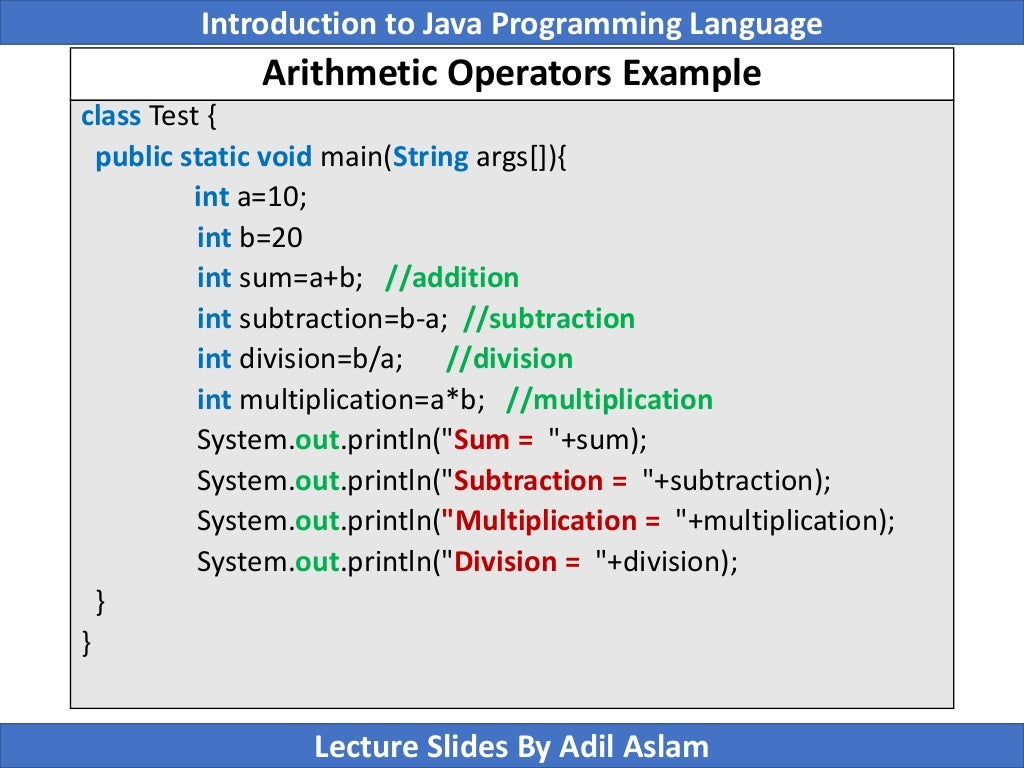 Introduction to Java Programming Language
Arithmetic Operators Example
class Test {
public static void main(String args[]){
int a=10;
int b=20
int sum=a+b;   //addition
int subtraction=b-a;  //subtraction
int division=b/a;     //division
int multiplication=a*b;   //multiplication
System.out.println("Sum =  "+sum);
System.out.println("Subtraction =  "+subtraction);
System.out.println("Multiplication =  "+multiplication);
System.out.println("Division =  "+division);
}
}
Lecture Slides By Adil Aslam